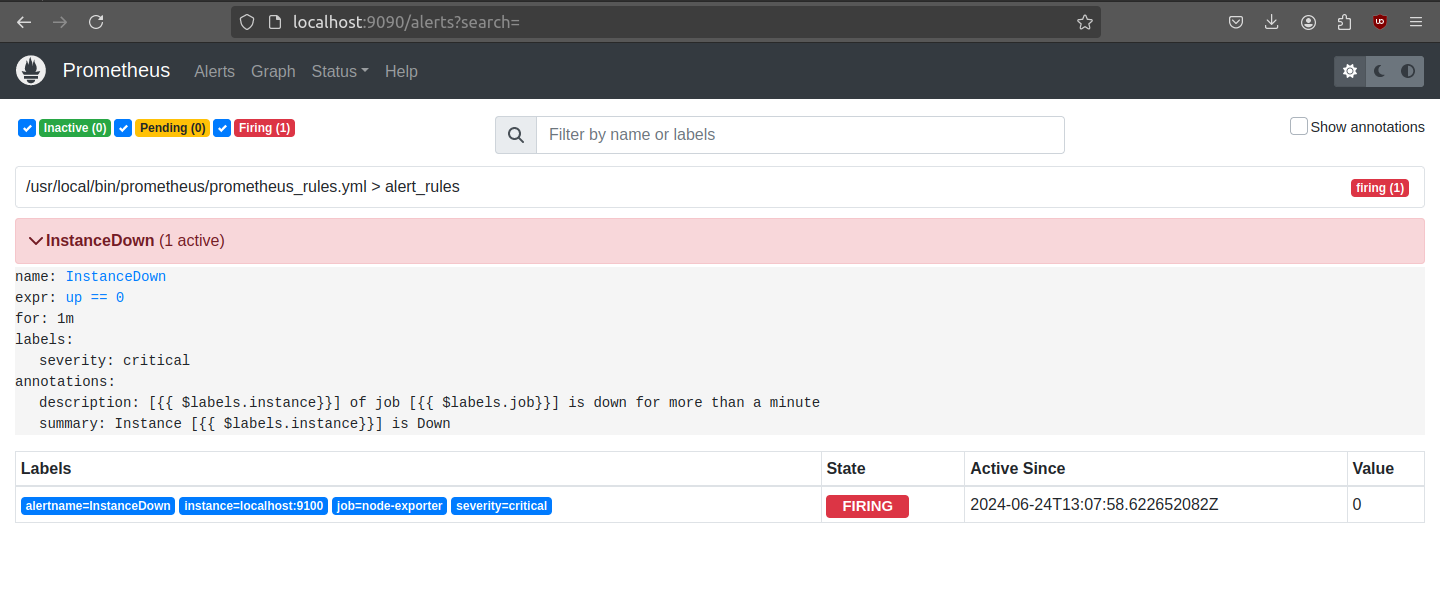 localhost:9090/alerts?search=
Prometheus Alerts Graph Status Help
Inactive (0) Pending (0) Firing (1) Filter by name or labels Show annotations
/usr/local/bin/prometheus/prometheus_rules.yml > alert_rules firing (1)
InstanceDown (1 active)
name: InstanceDown
expr: up == 0
for: 1m
labels:
severity: critical
annotations:
description: [{{ $labels.instance}}] of job [{{ $labels.job}}] is down for more than a minute
summary: Instance [{{ $labels.instance}}] is Down
Labels State Active Since Value
alertname=InstanceDown instance=localhost:9100 job=node-exporter severity=critical FIRING 2024-06-24T13:07:58.622652082Z 0